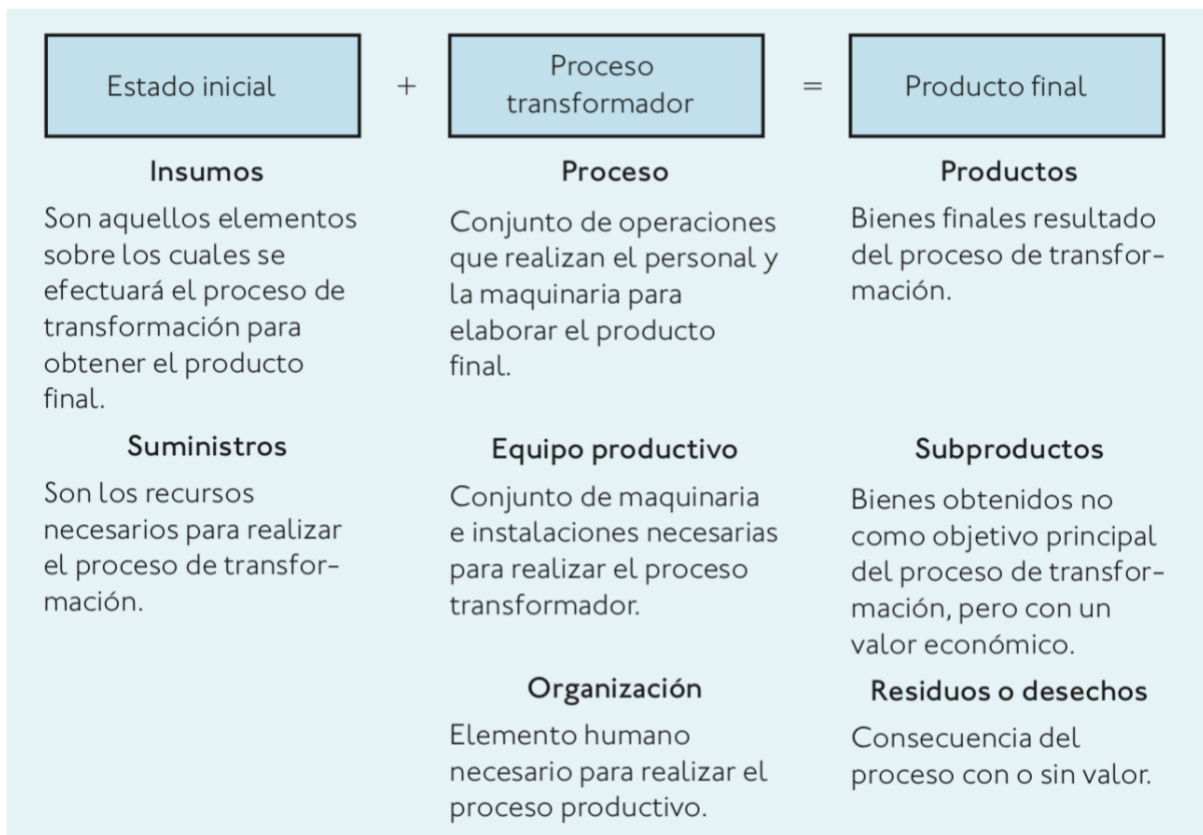 Estado inicial
+
Proceso
transformador
=
Producto final
Insumos
Son aquellos elementos
sobre los cuales se
efectuará el proceso de
transformación para
obtener el producto
final.
Suministros
Son los recursos
necesarios para realizar
el proceso de transfor-
mación.
Proceso
Conjunto de operaciones
que realizan el personal y
la maquinaria para
elaborar el producto
final.
Equipo productivo
Conjunto de maquinaria
e instalaciones necesarias
para realizar el proceso
transformador.
Organización
Elemento humano
necesario para realizar el
proceso productivo.
Productos
Bienes finales resultado
del proceso de transfor-
mación.
Subproductos
Bienes obtenidos no
como objetivo principal
del proceso de transfor-
mación, pero con un
valor económico.
Residuos o desechos
Consecuencia del
proceso con o sin valor.